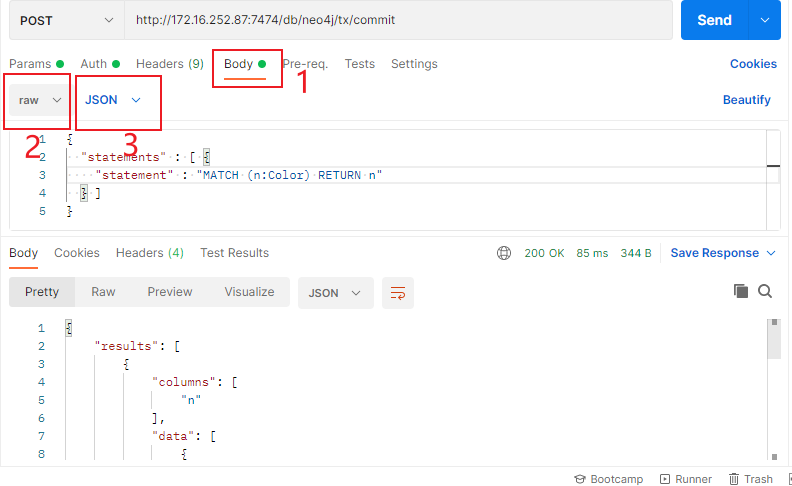 POST http://172.16.252.87:7474/db/neo4j/tx/commit Send
Params Auth Headers (9) Body Pre-req. Tests Settings Cookies
1
raw JSON Beautify
2 3
1 {
2 "statements" : [ {
3 "statement" : "MATCH (n:Color) RETURN n"
4 } ]
5 }
Body Cookies Headers (4) Test Results 200 OK 85 ms 344 B Save Response
Pretty Raw Preview Visualize JSON
1 {
2 "results": [
3 {
4 "columns": [
5 "n"
6 ],
7 "data": [
8 {
Bootcamp Runner Trash